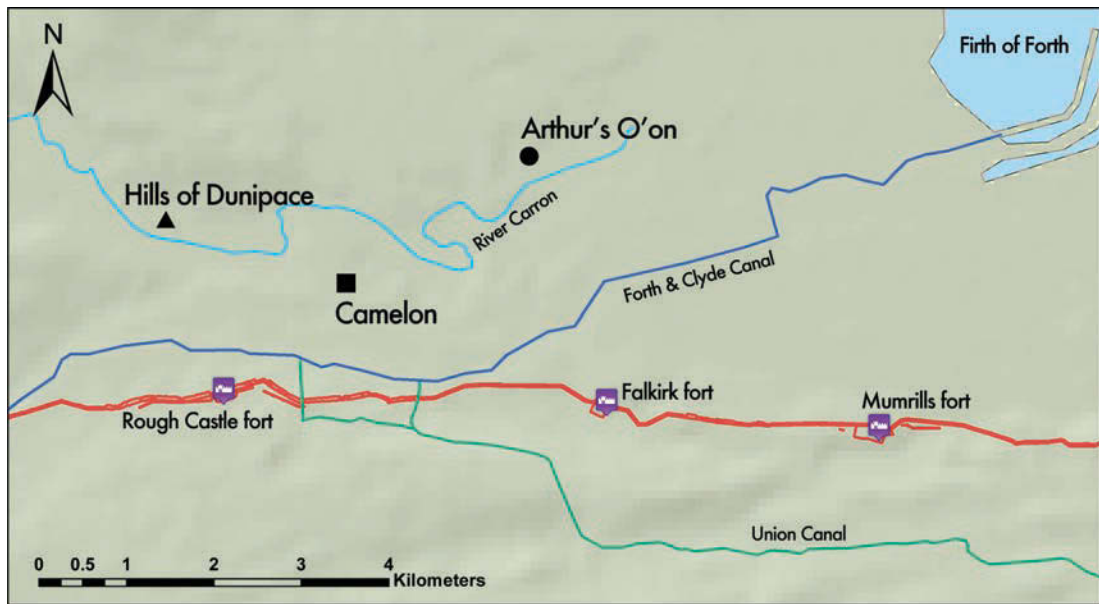 N
Firth of Forth
Arthur's O'on
Hills of Dunipace
River Carron
Forth & Clyde Canal
Camelon
Falkirk fort
Mumrills fort
Rough Castle fort
Union Canal
0 0.5 1 2 3 4
Kilometers